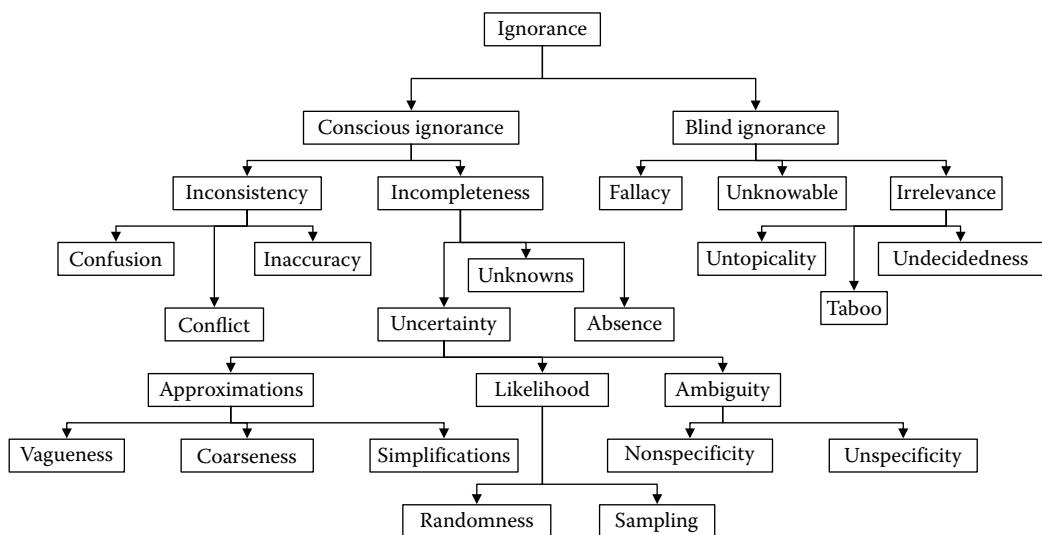 Ignorance
Conscious ignorance
Blind ignorance
Inconsistency
Incompleteness
Fallacy
Unknowable
Irrelevance
Confusion
Inaccuracy
Unknowns
Untopicality
Undecidedness
Conflict
Uncertainty
Absence
Taboo
Approximations
Likelihood
Ambiguity
Vagueness
Coarseness
Simplifications
Nonspecificity
Unspecificity
Randomness
Sampling